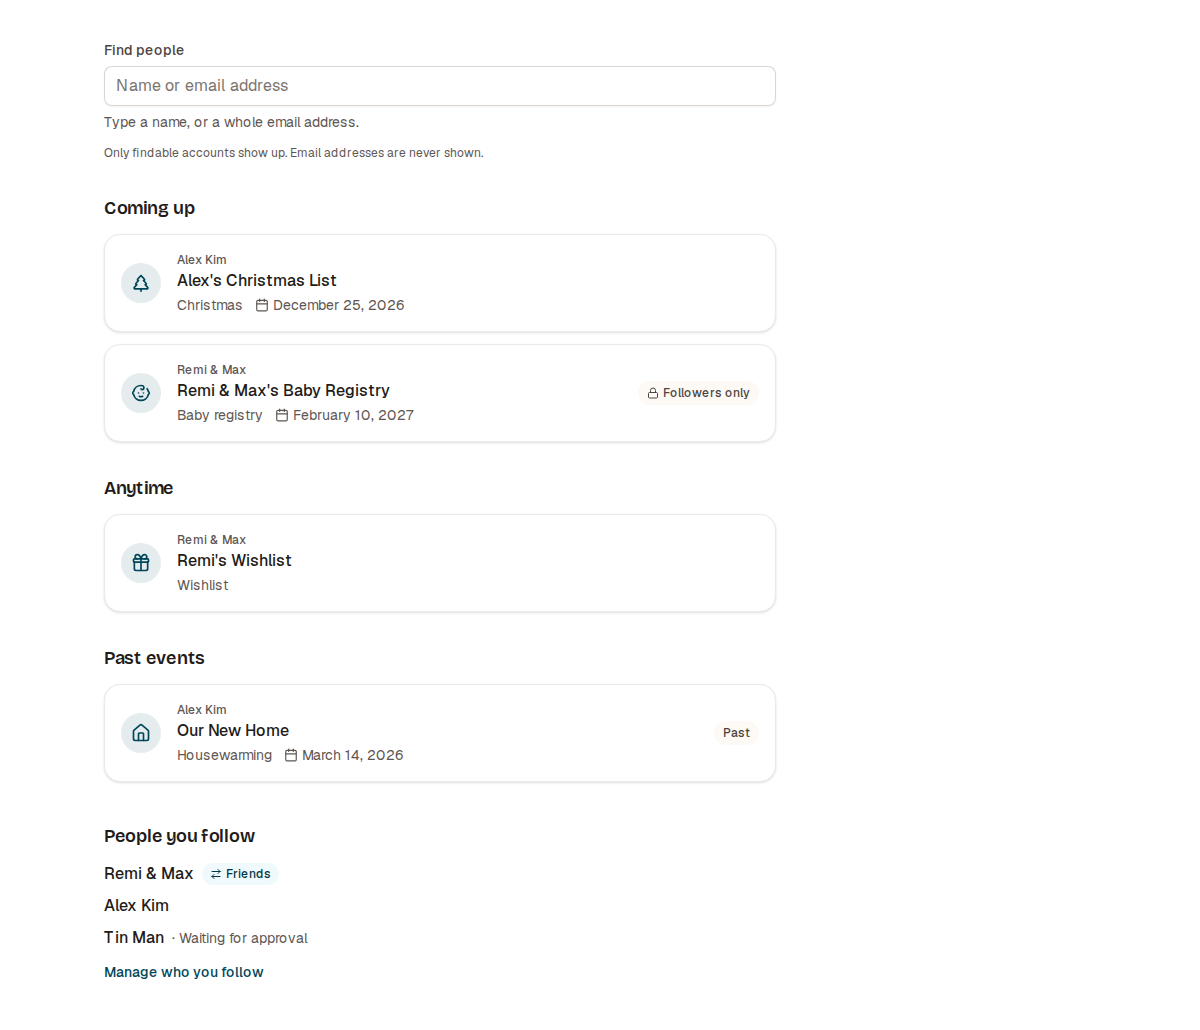 Find people
Name or email address
Type a name, or a whole email address.
Only findable accounts show up. Email addresses are never shown.
Coming up
Alex Kim
Alex's Christmas List
Christmas December 25, 2026
Remi & Max
Remi & Max's Baby Registry
Followers only
Baby registry February 10, 2027
Anytime
Remi & Max
Remi's Wishlist
Wishlist
Past events
Alex Kim
Our New Home
Past
Housewarming March 14, 2026
People you follow
Remi & Max Friends
Alex Kim
Tin Man · Waiting for approval
Manage who you follow